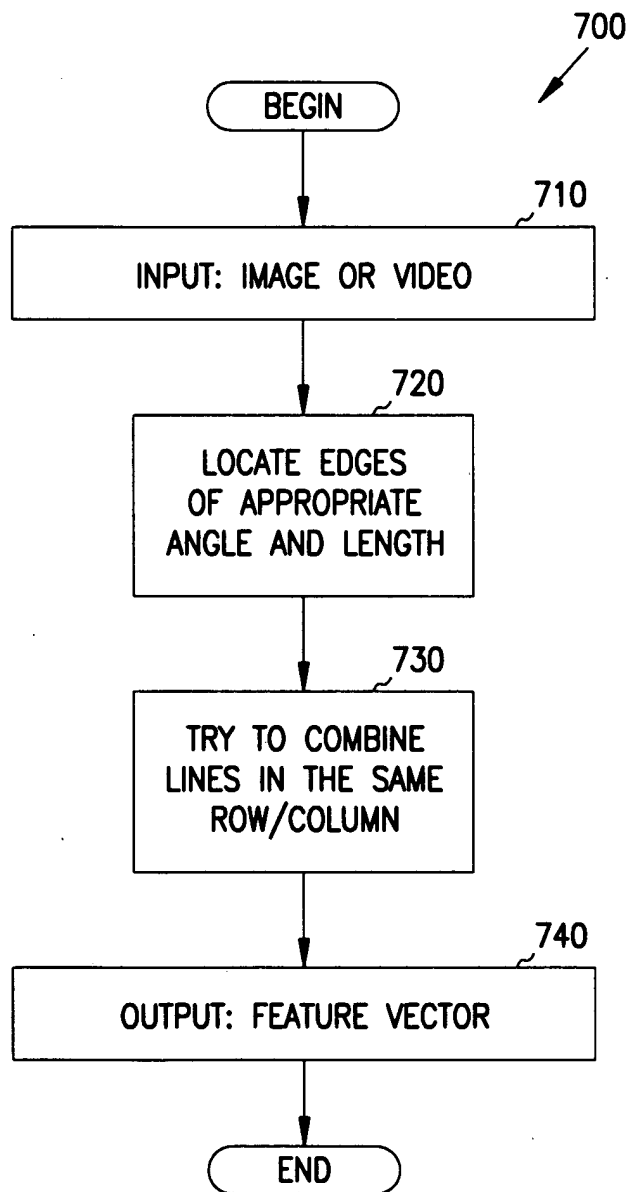 700
BEGIN
710
INPUT: IMAGE OR VIDEO
720
LOCATE EDGES
OF APPROPRIATE
ANGLE AND LENGTH
730
TRY TO COMBINE
LINES IN THE SAME
ROW/COLUMN
740
OUTPUT: FEATURE VECTOR
END